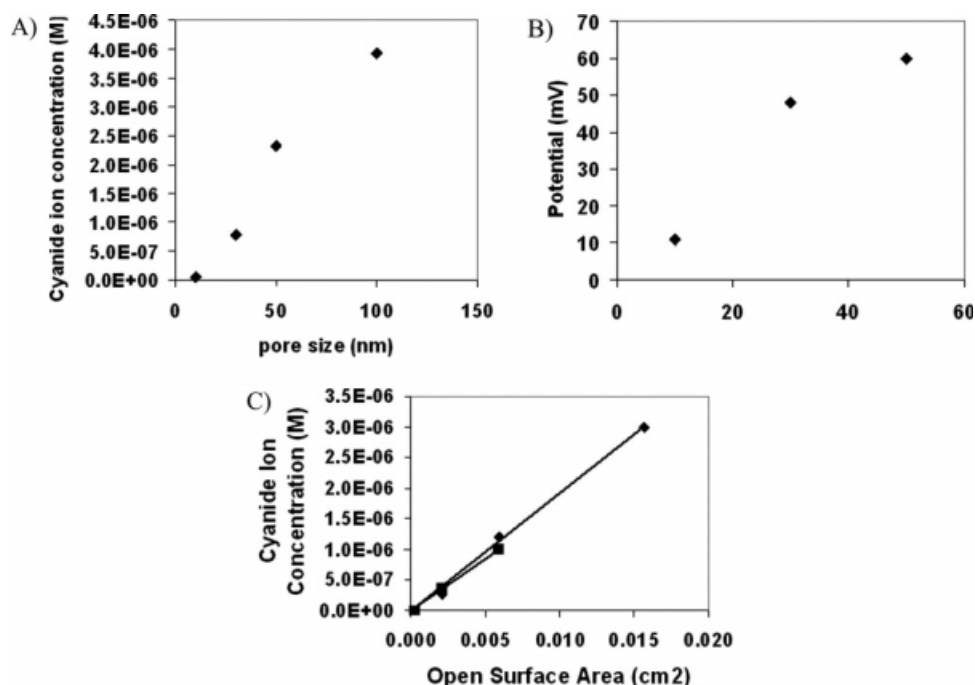 A)
Cyanide ion concentration (M)
4.5E-06
4.0E-06
3.5E-06
3.0E-06
2.5E-06
2.0E-06
1.5E-06
1.0E-06
5.0E-07
0.0E+00
0 50 100 150
pore size (nm)
B)
Potential (mV)
70
60
50
40
30
20
10
0
0 20 40 60
C)
Cyanide Ion
Concentration (M)
3.5E-06
3.0E-06
2.5E-06
2.0E-06
1.5E-06
1.0E-06
5.0E-07
0.0E+00
0.000 0.005 0.010 0.015 0.020
Open Surface Area (cm2)